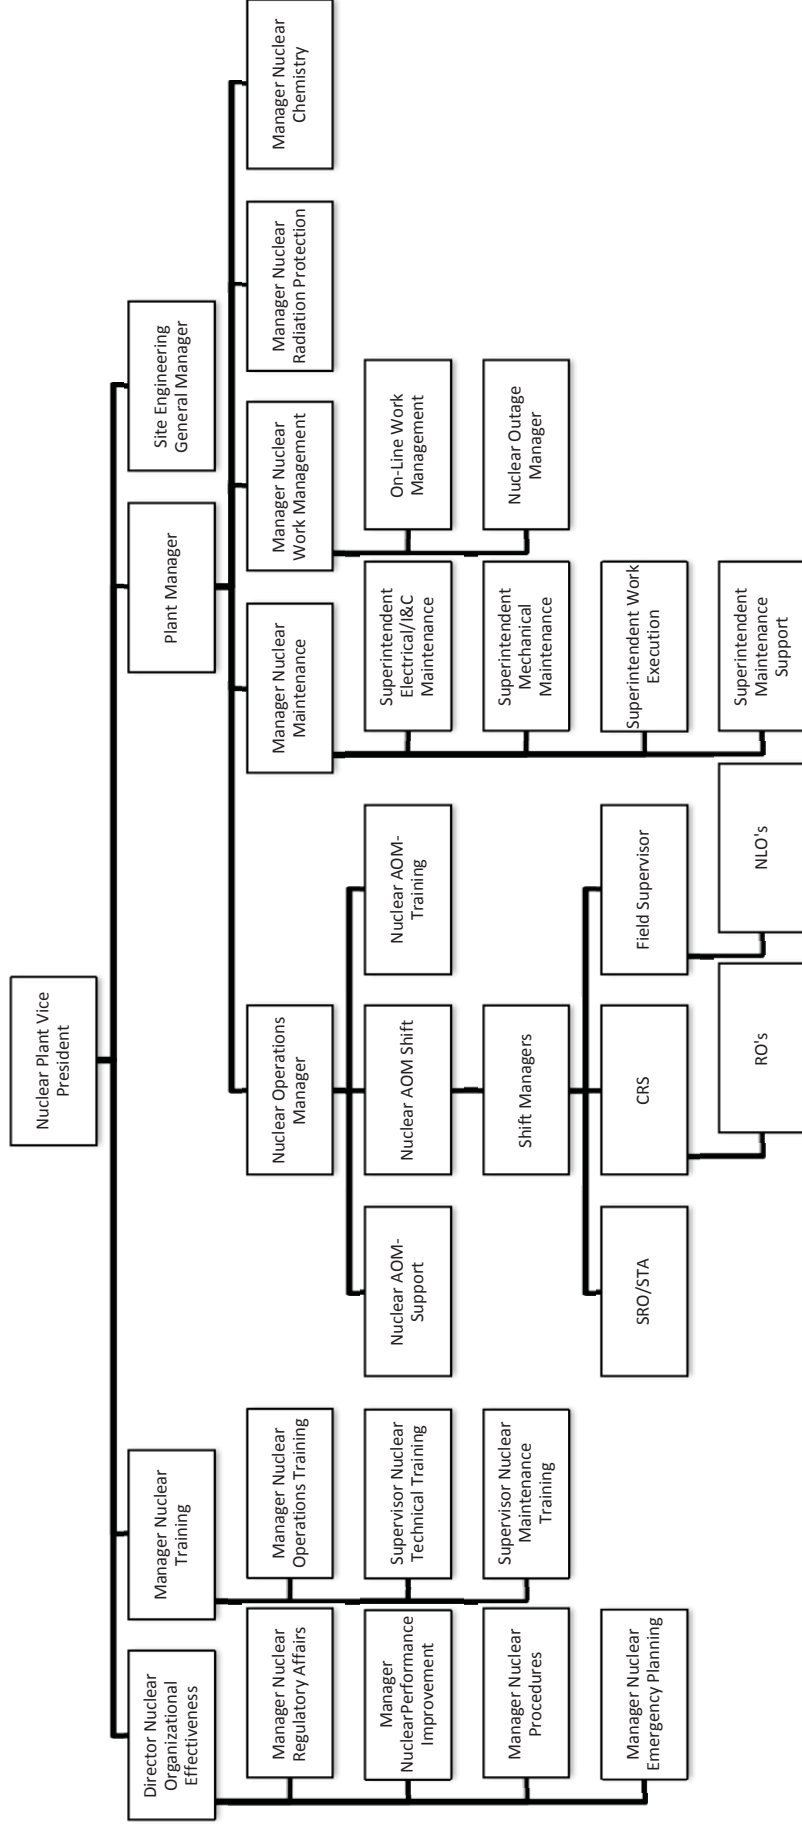 Nuclear Plant Vice
President
Director Nuclear
Organizational
Effectiveness
Manager Nuclear
Training
Plant Manager
Site Engineering
General Manager
Manager Nuclear
Regulatory Affairs
Manager Nuclear
Operations Training
Nuclear Operations
Manager
Manager Nuclear
Maintenance
Manager Nuclear
Work Management
Manager Nuclear
Radiation Protection
Manager Nuclear
Chemistry
Manager
NuclearPerformance
Improvement
Supervisor Nuclear
Technical Training
Nuclear AOM-
Support
Nuclear AOM Shift
Nuclear AOM-
Training
Superintendent
Electrical/I&C
Maintenance
On-Line Work
Management
Manager Nuclear
Procedures
Supervisor Nuclear
Maintenance
Training
Shift Managers
Superintendent
Mechanical
Maintenance
Nuclear Outage
Manager
Manager Nuclear
Emergency Planning
SRO/STA
CRS
Field Supervisor
Superintendent Work
Execution
RO's
NLO's
Superintendent
Maintenance
Support